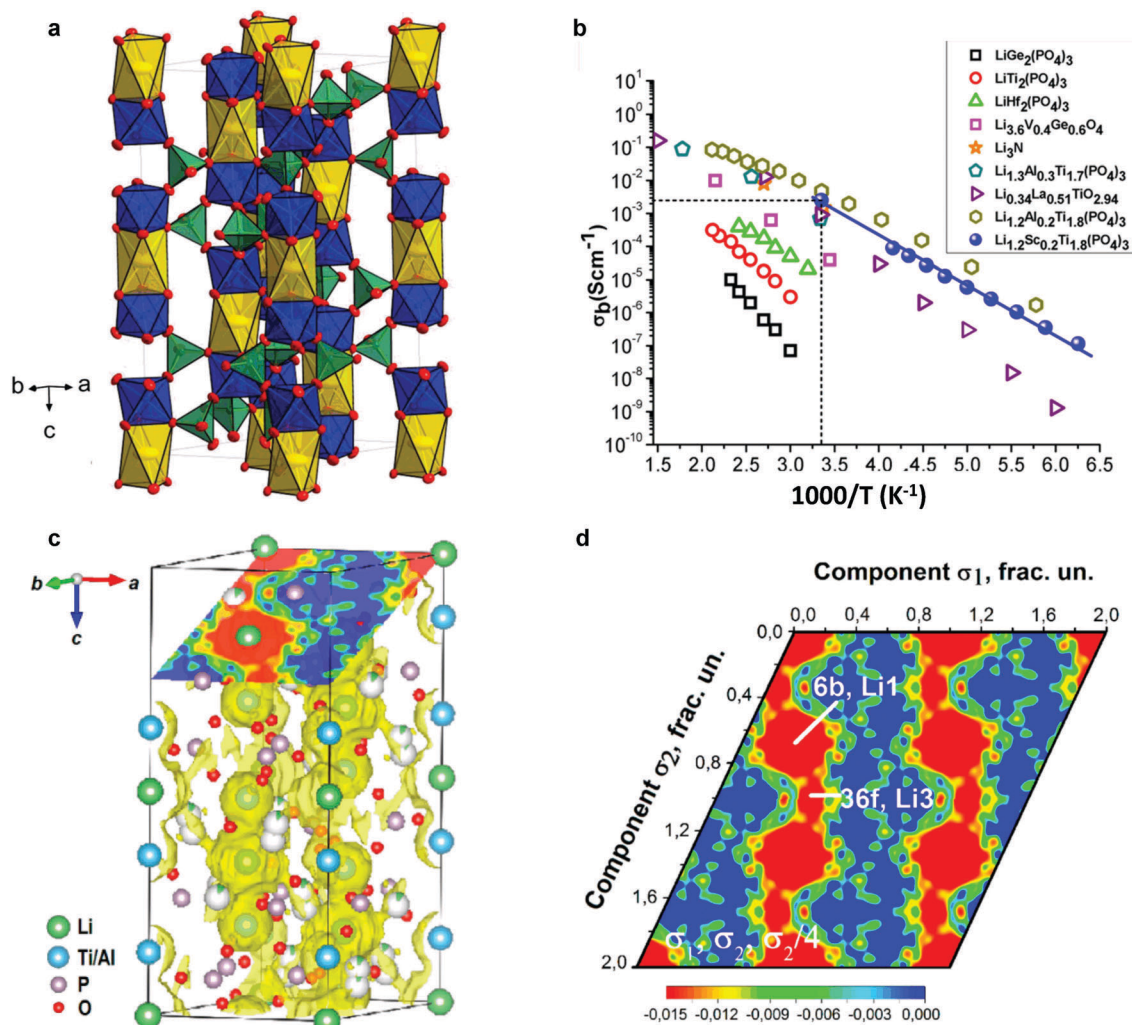 a
b
a
c
b
LiGe2(PO4)3
LiTi2(PO4)3
LiHf2(PO4)3
Li3.6V0.4Ge0.6O4
Li3N
Li1.3Al0.3Ti1.7(PO4)3
Li0.34La0.51TiO2.94
Li1.2Al0.2Ti1.8(PO4)3
Li1.2Sc0.2Ti1.8(PO4)3
σb(Scm-1)
10^1
10^0
10^-1
10^-2
10^-3
10^-4
10^-5
10^-6
10^-7
10^-8
10^-9
10^-10
1.5 2.0 2.5 3.0 3.5 4.0 4.5 5.0 5.5 6.0 6.5
1000/T (K-1)
c
b
a
c
Li
Ti/Al
P
O
d
Component σ1, frac. un.
0,0 0,4 0,8 1,2 1,6 2,0
Component σ2, frac. un.
0,0
0,4
0,8
1,2
1,6
2,0
6b, Li1
36f, Li3
σ1, σ2, σ2/4
-0,015 -0,012 -0,009 -0,006 -0,003 0,000